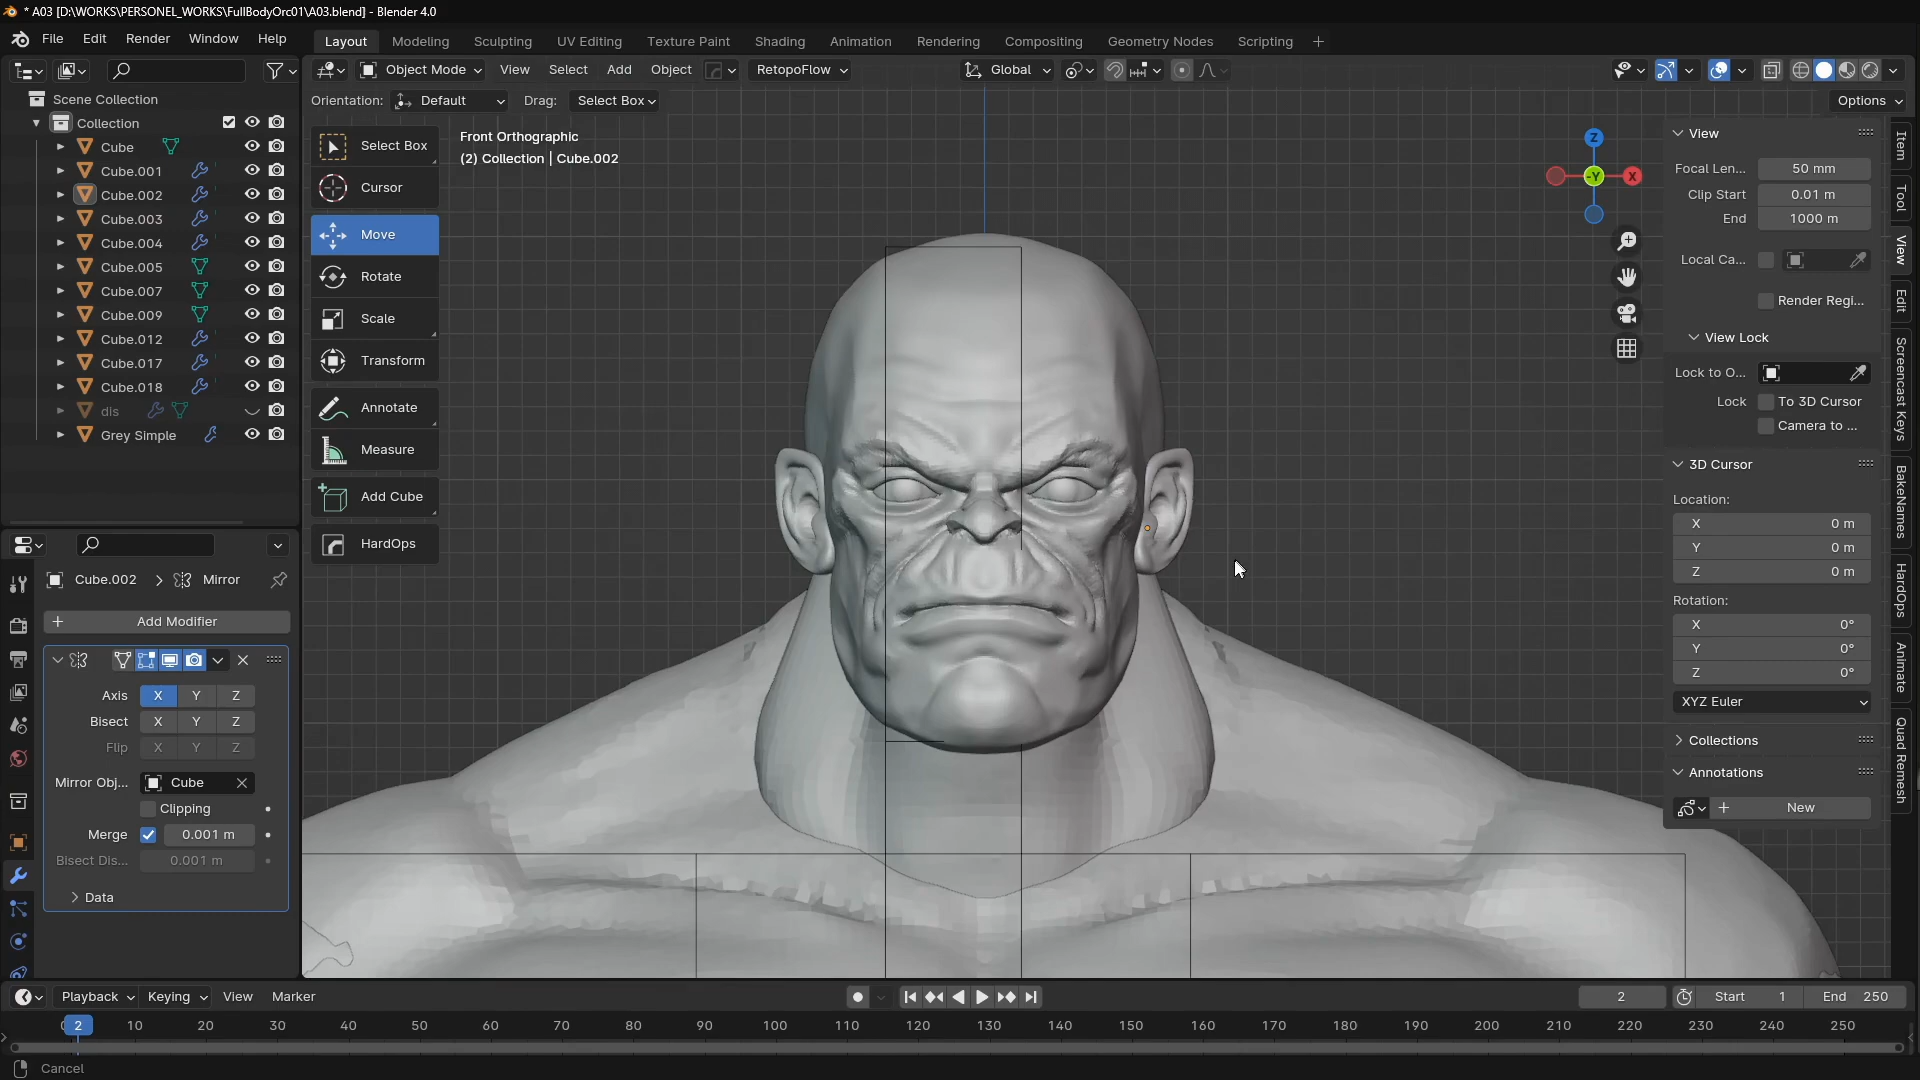 * A03 [D:\WORKS\PERSONEL_WORKS\FullBodyOrc01\A03.blend] - Blender 4.0
File Edit Render Window Help
Layout Modeling Sculpting UV Editing Texture Paint Shading Animation Rendering Compositing Geometry Nodes Scripting +
Object Mode View Select Add Object RetopoFlow Global
Orientation: Default Drag: Select Box Options
Scene Collection
Collection
Cube
Cube.001
Cube.002
Cube.003
Cube.004
Cube.005
Cube.007
Cube.009
Cube.012
Cube.017
Cube.018
dis
Grey Simple
Select Box
Cursor
Move
Rotate
Scale
Transform
Annotate
Measure
Add Cube
HardOps
Front Orthographic
(2) Collection | Cube.002
Z
-Y X
View
Focal Len... 50 mm
Clip Start 0.01 m
End 1000 m
Local Ca...
Render Regi...
View Lock
Lock to O...
Lock To 3D Cursor
Camera to ...
3D Cursor
Location:
X 0 m
Y 0 m
Z 0 m
Rotation:
X 0°
Y 0°
Z 0°
XYZ Euler
Collections
Annotations
+ New
Item
Tool
View
Edit
Screencast Keys
BakeNames
HardOps
Animate
Quad Remesh
Cube.002 > Mirror
+ Add Modifier
Axis X Y Z
Bisect X Y Z
Flip X Y Z
Mirror Obj... Cube
Clipping
Merge 0.001 m
Bisect Dis... 0.001 m
Data
Playback Keying View Marker 2 Start 1 End 250
2 10 20 30 40 50 60 70 80 90 100 110 120 130 140 150 160 170 180 190 200 210 220 230 240 250
Cancel